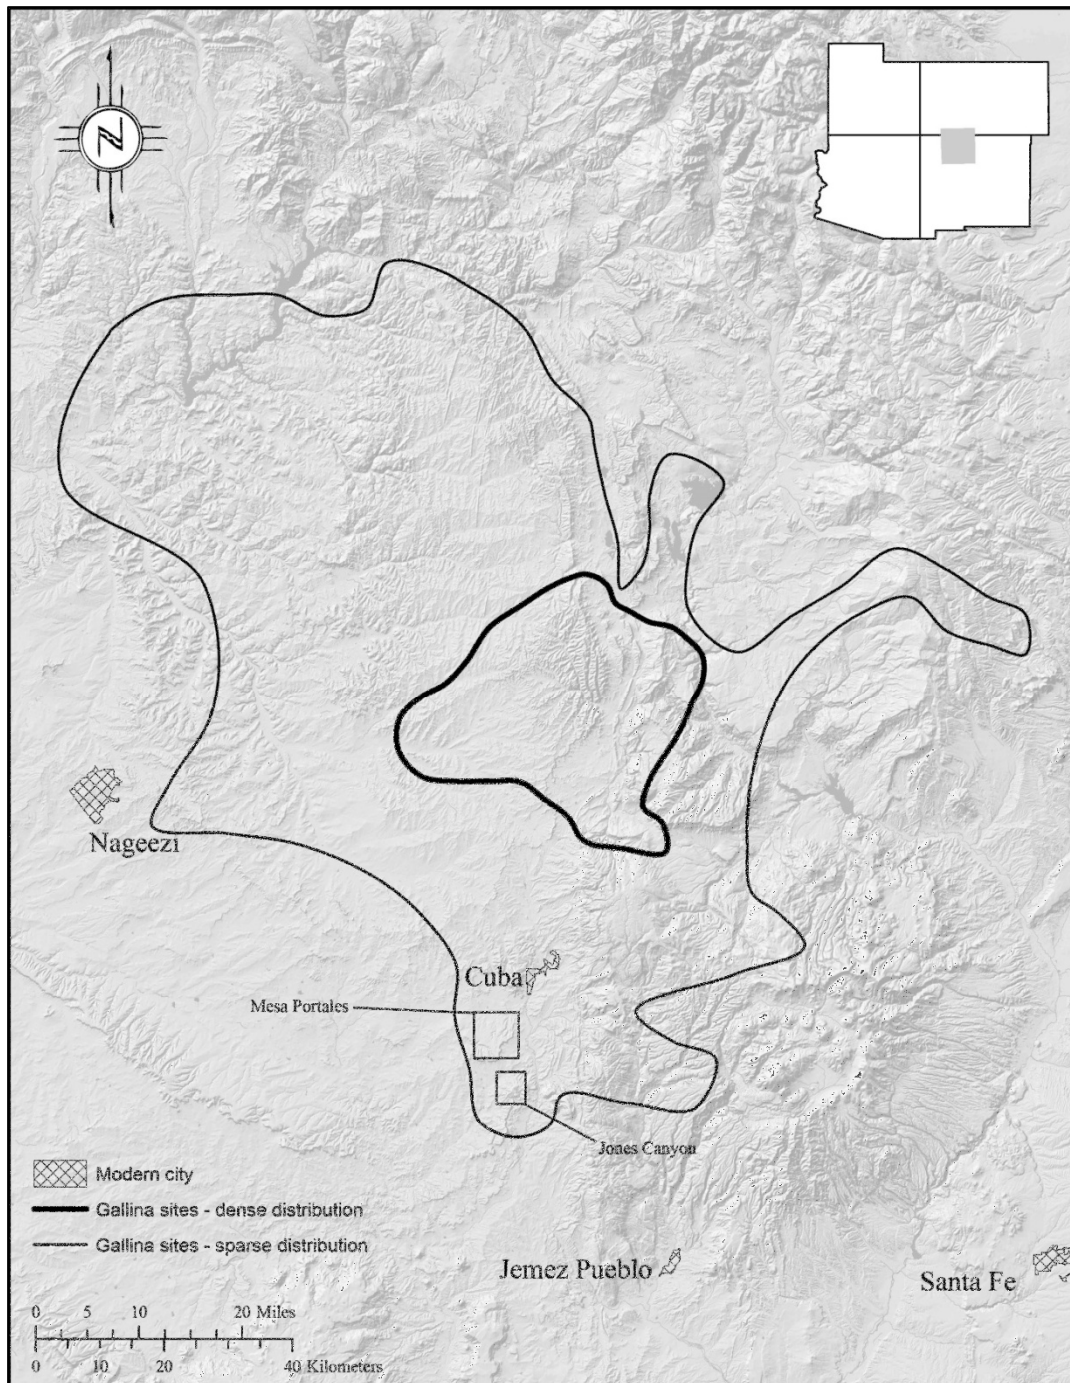 N
Nageezi
Cuba
Mesa Portales
Jones Canyon
Modern city
Gallina sites - dense distribution
Gallina sites - sparse distribution
Jemez Pueblo
Santa Fe
0 5 10 20 Miles
0 10 20 40 Kilometers